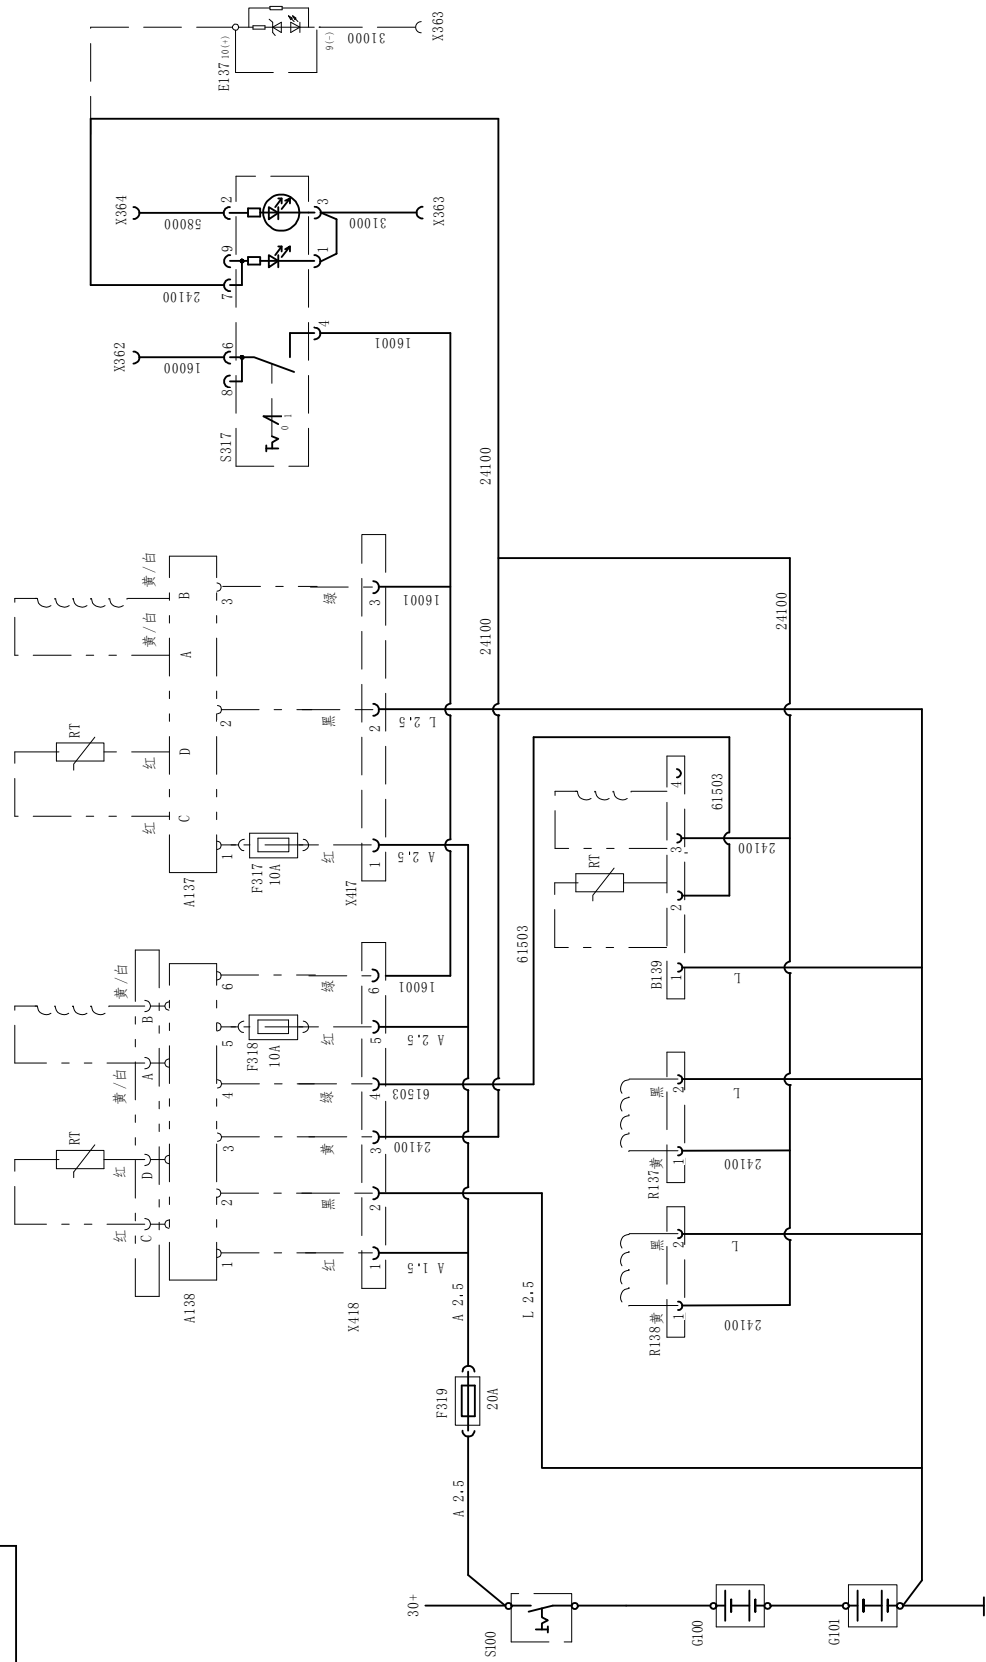 X363
31000
9(-)
E137
10(+)
X364
58000
2
3
31000
X363
9
1
7
24100
4
16001
X362
16000
6
8
S317
0 1
24100
黄/白
B
3
绿
3
16001
黄/白
A
24100
24100
RT
红
D
2
黑
2
L 2.5
红
C
1
F317
10A
红
1
A 2.5
A137
X417
61503
4
3
24100
RT
2
61503
B139
1
L
黄/白
B
6
绿
6
16001
黄/白
A
5
F318
10A
红
5
A 2.5
4
绿
4
61503
RT
红
D
3
黄
3
24100
2
黑
2
红
C
1
红
1
A 1.5
A138
X418
A 2.5
L 2.5
黑
2
L
R137
黄
1
24100
黑
2
L
R138
黄
1
24100
F319
20A
A 2.5
30+
S100
G100
G101